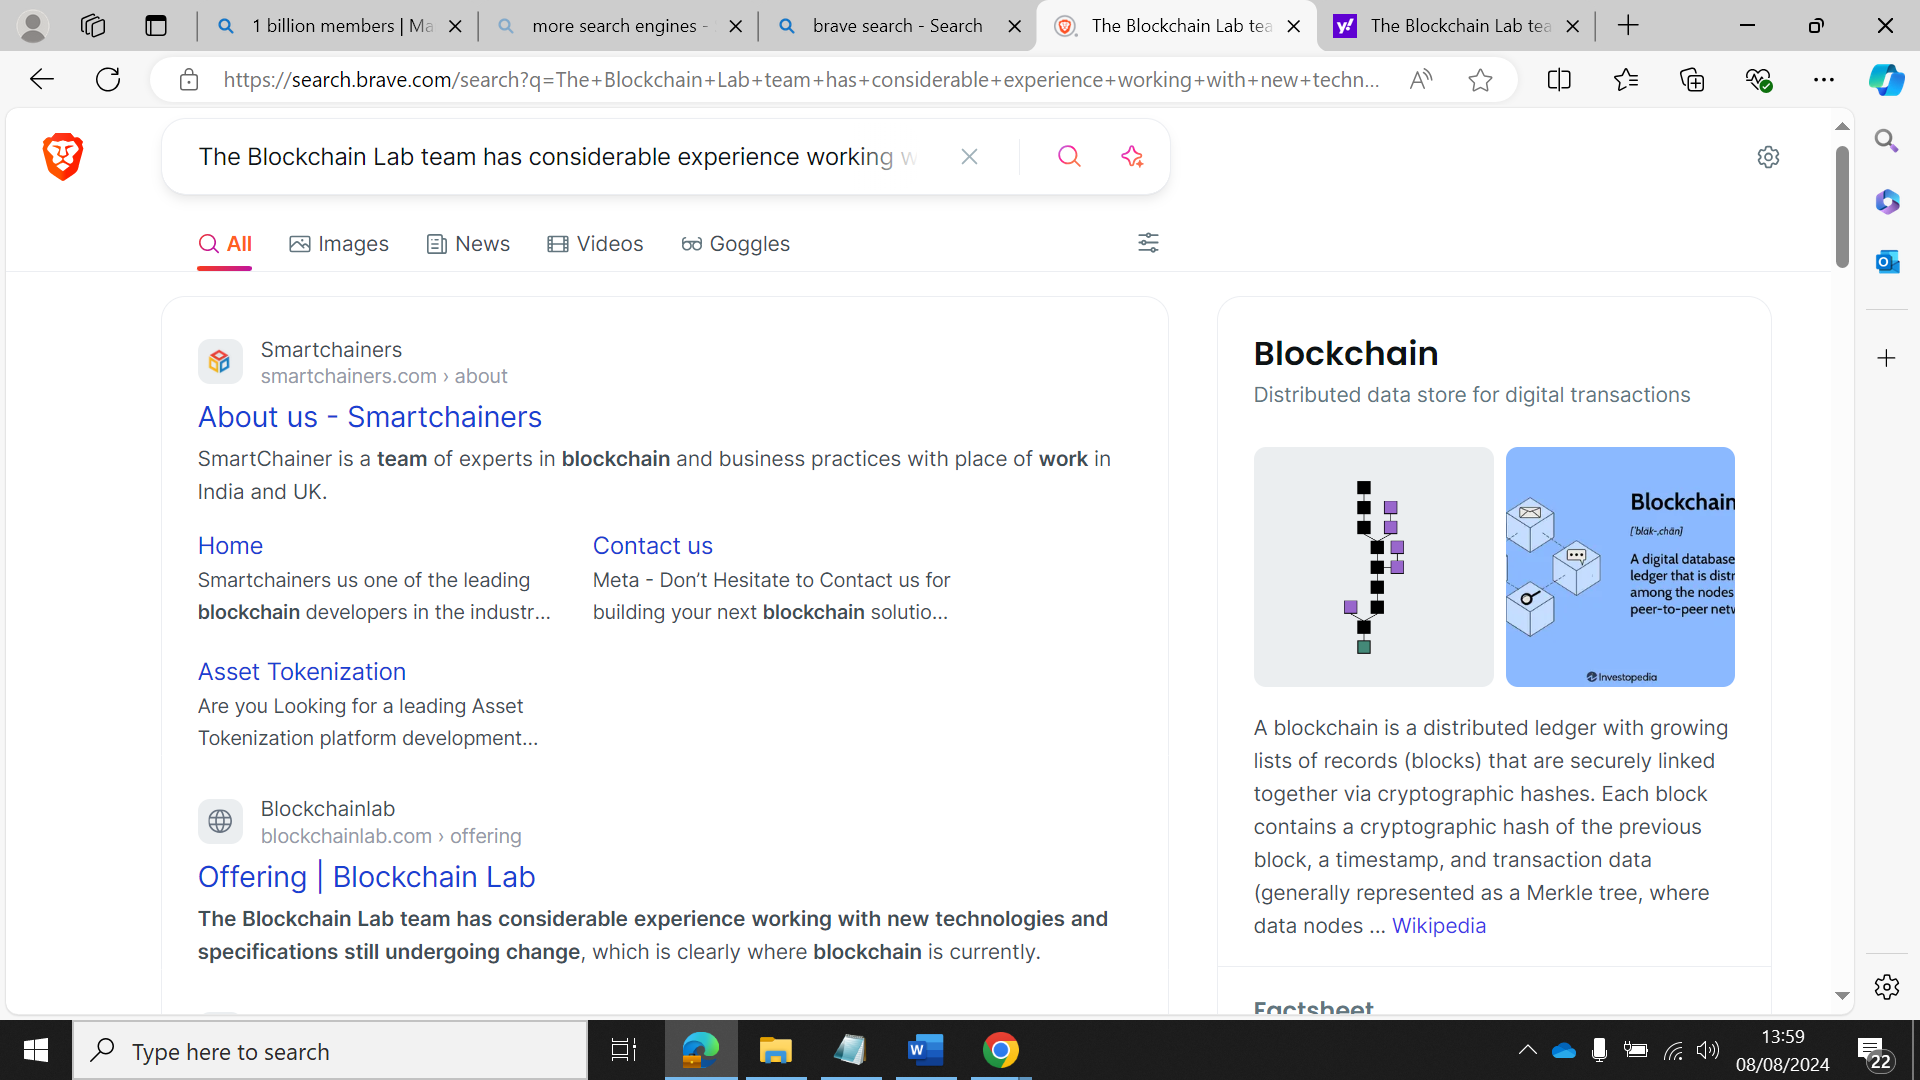 1 billion members | Ma
more search engines -
brave search - Search
The Blockchain Lab tea
The Blockchain Lab tea
https://search.brave.com/search?q=The+Blockchain+Lab+team+has+considerable+experience+working+with+new+techn...
The Blockchain Lab team has considerable experience working w
All
Images
News
Videos
Goggles
Smartchainers
smartchainers.com › about
About us - Smartchainers
SmartChainer is a team of experts in blockchain and business practices with place of work in
India and UK.
Home
Smartchainers us one of the leading
blockchain developers in the industr...
Contact us
Meta - Don’t Hesitate to Contact us for
building your next blockchain solutio...
Asset Tokenization
Are you Looking for a leading Asset
Tokenization platform development...
Blockchainlab
blockchainlab.com › offering
Offering | Blockchain Lab
The Blockchain Lab team has considerable experience working with new technologies and
specifications still undergoing change, which is clearly where blockchain is currently.
Blockchain
Distributed data store for digital transactions
Blockchain
['bläk-,chān]
A digital database
ledger that is distr
among the nodes
peer-to-peer netw
Investopedia
A blockchain is a distributed ledger with growing
lists of records (blocks) that are securely linked
together via cryptographic hashes. Each block
contains a cryptographic hash of the previous
block, a timestamp, and transaction data
(generally represented as a Merkle tree, where
data nodes ... Wikipedia
Factsheet
Type here to search
13:59
08/08/2024
22